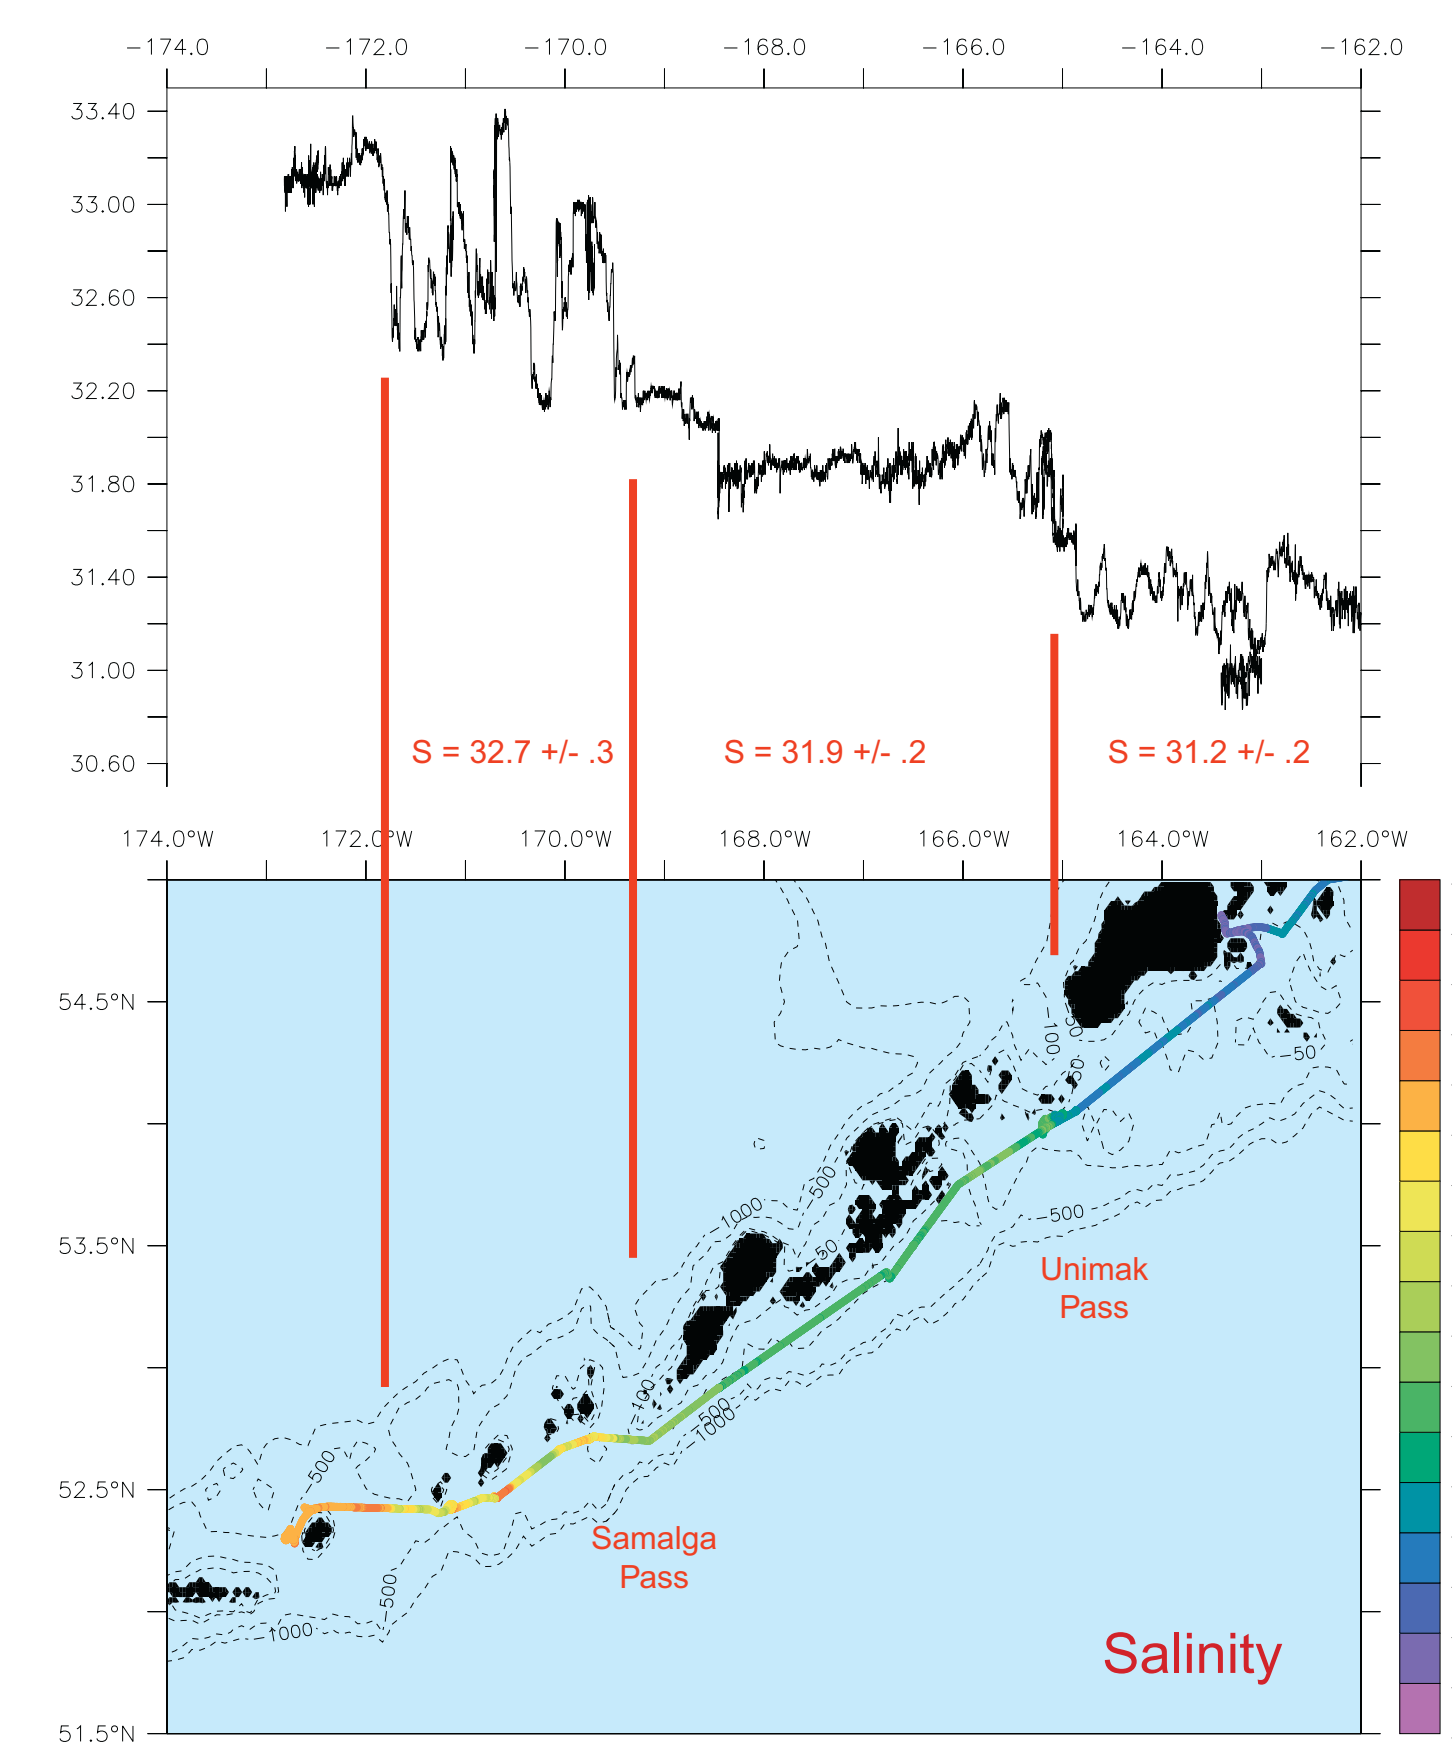 −174.0 −172.0 −170.0 −168.0 −166.0 −164.0 −162.0
33.40
33.00
32.60
32.20
31.80
31.40
31.00
30.60
S = 32.7 +/- .3 S = 31.9 +/- .2 S = 31.2 +/- .2
174.0°W 172.0°W 170.0°W 168.0°W 166.0°W 164.0°W 162.0°W
54.5°N
53.5°N
52.5°N
51.5°N
−100
50
50
−50
−500
−1000
−50
−500
Unimak
Pass
−100
−500
−1000
−500
Samalga
Pass
−500
−1000
Salinity